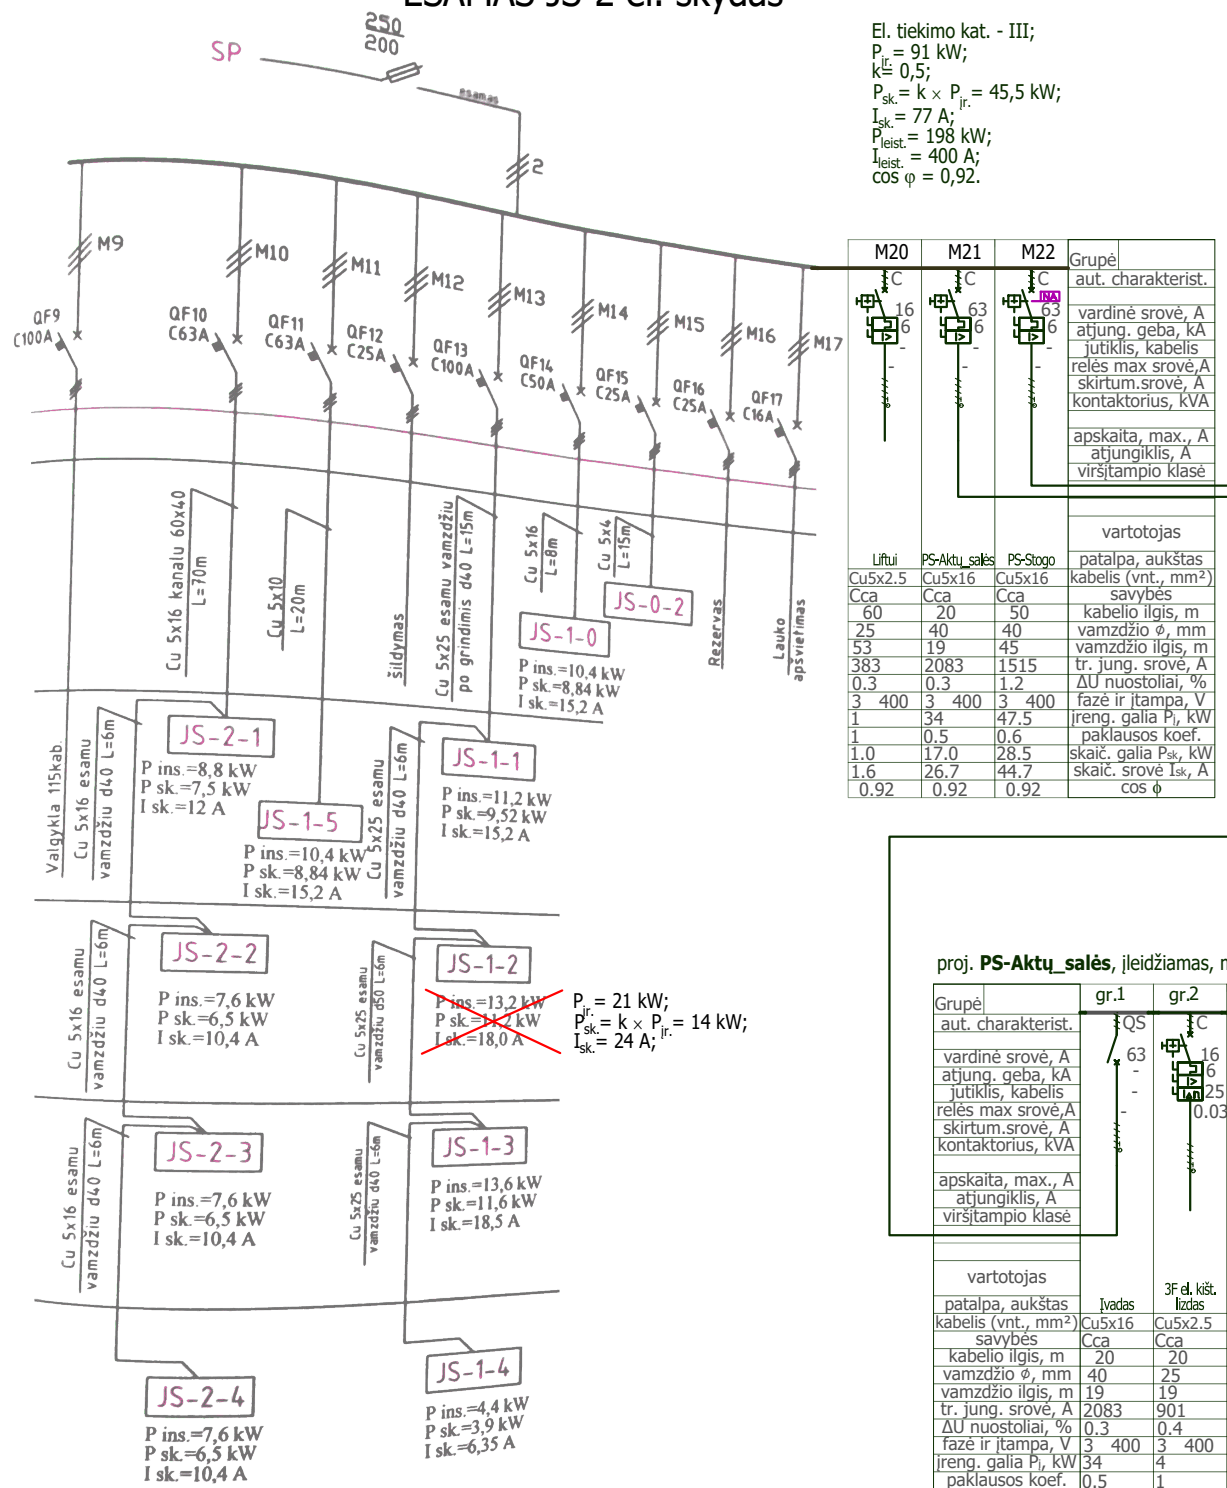 ESAMAS JS-2 el. skydas
El. tiekimo kat. - III;
Pįr. = 91 kW;
k= 0,5;
Psk. = k × Pįr. = 45,5 kW;
Isk. = 77 A;
Pleist. = 198 kW;
Ileist. = 400 A;
cos φ = 0,92.
250
200
SP
esamas
2
M9
M10
M11
M12
M13
M14
M15
M16
M17
QF9
C100A
QF10
C63A
QF11
C63A
QF12
C25A
QF13
C100A
QF14
C50A
QF15
C25A
QF16
C25A
QF17
C16A
Cu 5x16 kanalu 60x40
L=70m
Cu 5x10
L=20m
šildymas
Cu 5x25 esamu vamzdžiu
po grindimis d40 L=15m
Cu 5x16
L=8m
Cu 5x4
L=15m
Rezervas
Lauko
apšvietimas
JS-0-2
JS-1-0
P ins.=10,4 kW
P sk.=8,84 kW
I sk.=15,2 A
Valgykla 115kab.
Cu 5x16 esamu
vamzdžiu d40 L=6m
JS-2-1
P ins.=8,8 kW
P sk.=7,5 kW
I sk.=12 A
JS-1-5
P ins.=10,4 kW
P sk.=8,84 kW
I sk.=15,2 A
Cu 5x25 esamu
vamzdžiu d40 L=6m
JS-1-1
P ins.=11,2 kW
P sk.=9,52 kW
I sk.=15,2 A
Cu 5x16 esamu
vamzdžiu d40 L=6m
JS-2-2
P ins.=7,6 kW
P sk.=6,5 kW
I sk.=10,4 A
Cu 5x25 esamu
vamzdžiu d50 L=6m
JS-1-2
P ins.=13,2 kW
P sk.=11,2 kW
I sk.=18,0 A
Pįr. = 21 kW;
Psk. = k × Pįr. = 14 kW;
Isk. = 24 A;
Cu 5x16 esamu
vamzdžiu d40 L=6m
JS-2-3
P ins.=7,6 kW
P sk.=6,5 kW
I sk.=10,4 A
Cu 5x25 esamu
vamzdžiu d40 L=6m
JS-1-3
P ins.=13,6 kW
P sk.=11,6 kW
I sk.=18,5 A
JS-2-4
P ins.=7,6 kW
P sk.=6,5 kW
I sk.=10,4 A
JS-1-4
P ins.=4,4 kW
P sk.=3,9 kW
I sk.=6,35 A
M20 M21 M22 Grupė
C C C aut. charakterist.
NA
16 63 63 vardinė srovė, A
6 6 6 atjung. geba, kA
- - - jutiklis, kabelis
- - - relės max srovė,A
skirtum.srovė, A
kontaktorius, kVA
apskaita, max., A
atjungiklis, A
viršįtampio klasė
vartotojas
Liftui PS-Aktų_salės PS-Stogo patalpa, aukštas
Cu5x2.5 Cu5x16 Cu5x16 kabelis (vnt., mm²)
Cca Cca Cca savybės
60 20 50 kabelio ilgis, m
25 40 40 vamzdžio ø, mm
53 19 45 vamzdžio ilgis, m
383 2083 1515 tr. jung. srovė, A
0.3 0.3 1.2 ΔU nuostoliai, %
3 400 3 400 3 400 fazė ir įtampa, V
1 34 47.5 įreng. galia Pį, kW
1 0.5 0.6 paklausos koef.
1.0 17.0 28.5 skaič. galia Psk, kW
1.6 26.7 44.7 skaič. srovė Isk, A
0.92 0.92 0.92 cos ϕ
proj. PS-Aktų_salės, įleidžiamas,
Grupė gr.1 gr.2
aut. charakterist. QS C
vardinė srovė, A 63 16
atjung. geba, kA - 6
jutiklis, kabelis - 25
relės max srovė,A - 0.03
skirtum.srovė, A
kontaktorius, kVA
apskaita, max., A
atjungiklis, A
viršįtampio klasė
vartotojas
patalpa, aukštas Įvadas 3F el. kišt. lizdas
kabelis (vnt., mm²) Cu5x16 Cu5x2.5
savybės Cca Cca
kabelio ilgis, m 20 20
vamzdžio ø, mm 40 25
vamzdžio ilgis, m 19 19
tr. jung. srovė, A 2083 901
ΔU nuostoliai, % 0.3 0.4
fazė ir įtampa, V 3 400 3 400
įreng. galia Pį, kW 34 4
paklausos koef. 0.5 1